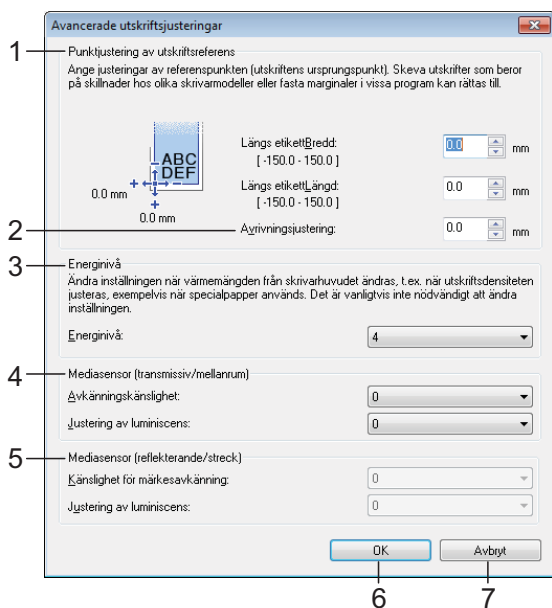 Avancerade utskriftsjusteringar
1
Punktjustering av utskriftsreferens
Ange justeringar av referenspunkten (utskriftens ursprungspunkt). Skeva utskrifter som beror
på skillnader hos olika skrivarmodeller eller fasta marginaler i vissa program kan rättas till.
ABC
DEF
0.0 mm
0.0 mm
Längs etikettBredd:
[ -150.0 - 150.0 ]
0.0 mm
Längs etikettLängd:
[ -150.0 - 150.0 ]
0.0 mm
2
Avrivningsjustering:
0.0 mm
3
Energinivå
Ändra inställningen när värmemängden från skrivarhuvudet ändras, t.ex. när utskriftsdensiteten
justeras, exempelvis när specialpapper används. Det är vanligtvis inte nödvändigt att ändra
inställningen.
Energinivå:
4
4
Mediasensor (transmissiv/mellanrum)
Avkänningskänslighet:
0
Justering av luminiscens:
0
5
Mediasensor (reflekterande/streck)
Känslighet för märkesavkänning:
0
Justering av luminiscens:
0
OK
Avbryt
6
7